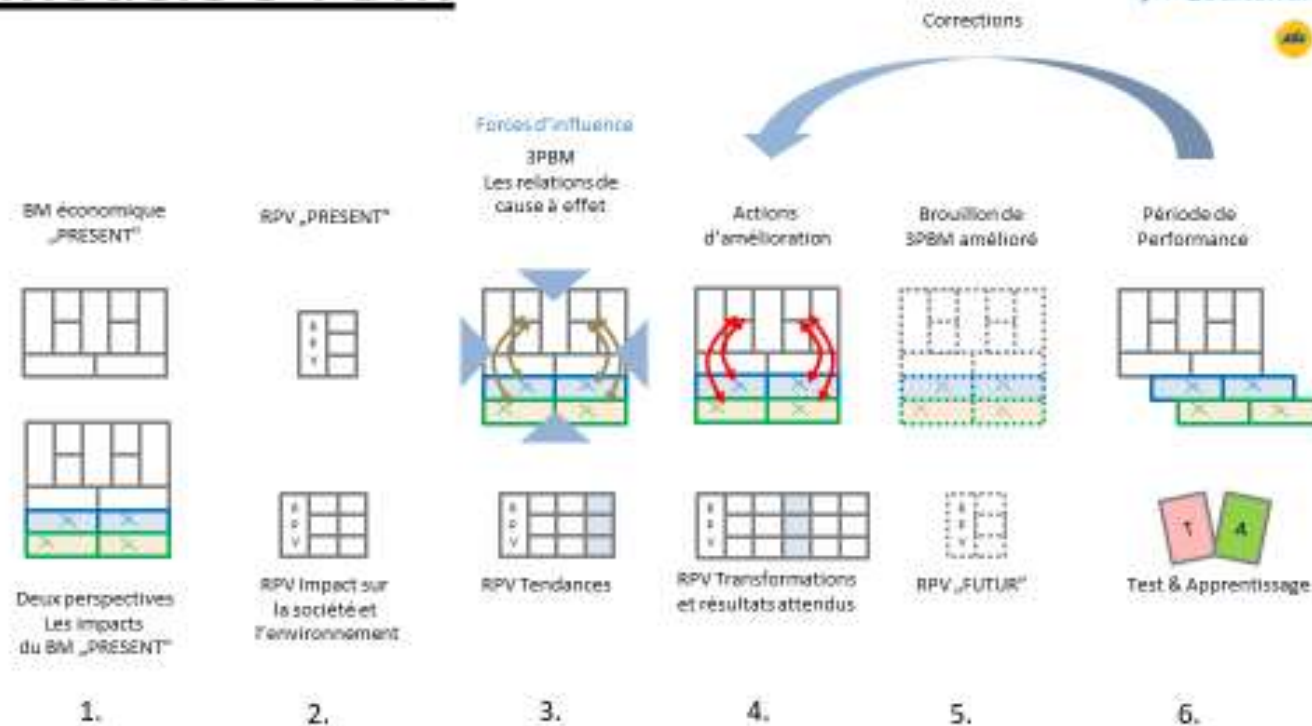 Corrections
Forces d'influence
3PBM
Les relations de
cause à effet
BM économique
„PRESENT"
RPV „PRESENT"
Actions
d'amélioration
Brouillon de
3PBM amélioré
Période de
Performance
R
P
V
R
P
V
R
P
V
R
P
V
R
P
V
Deux perspectives
Les impacts
du BM „PRESENT"
RPV Impact sur
la société et
l'environnement
RPV Tendances
RPV Transformations
et résultats attendus
RPV „FUTUR"
T
A
Test & Apprentissage
1.
2.
3.
4.
5.
6.